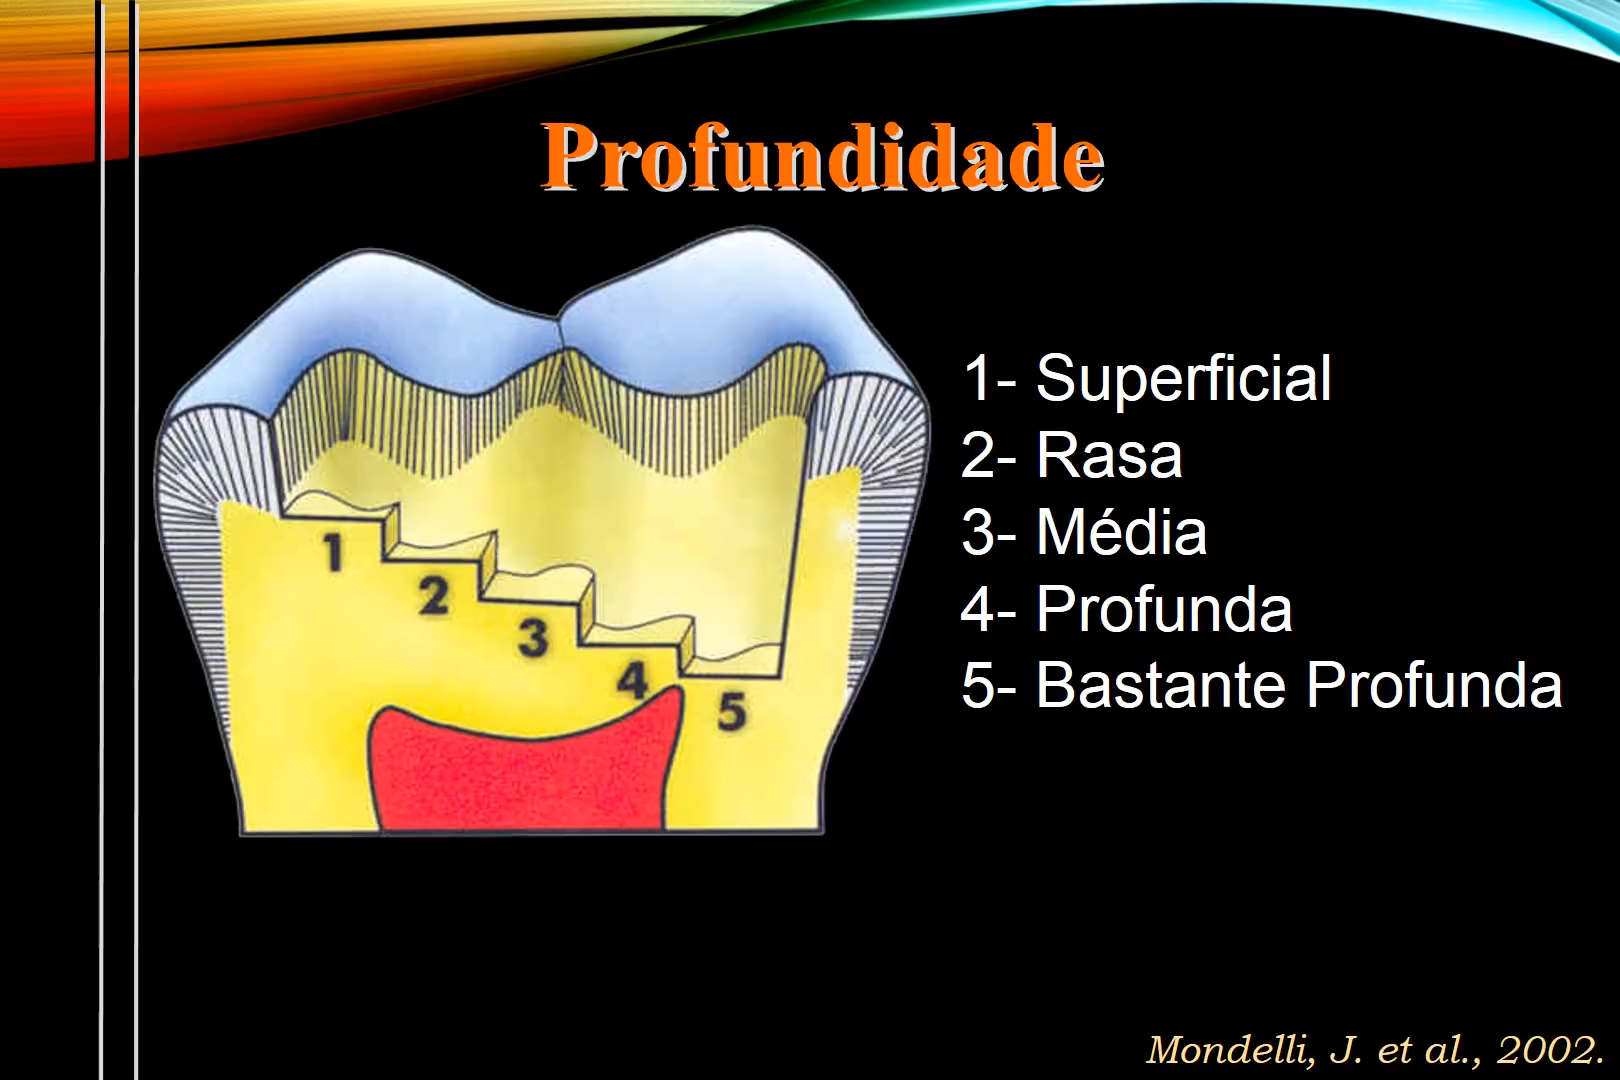 Profundidade
1- Superficial
2- Rasa
3- Média
4- Profunda
5- Bastante Profunda
1
2
3
4
5
Mondelli, J. et al., 2002.